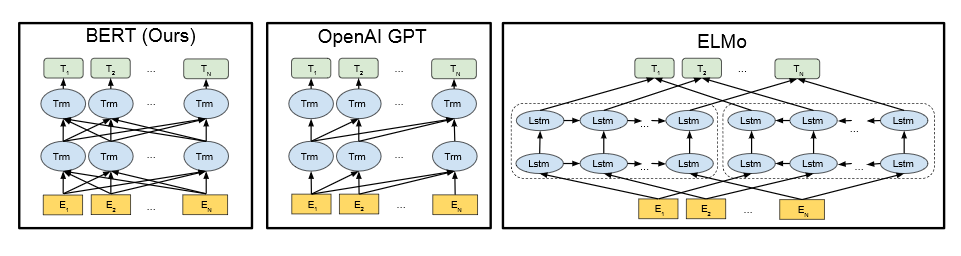 BERT (Ours)
T1 T2 ... TN
Trm Trm ... Trm
Trm Trm ... Trm
E1 E2 ... EN
OpenAI GPT
T1 T2 ... TN
Trm Trm ... Trm
Trm Trm ... Trm
E1 E2 ... EN
ELMo
T1 T2 ... TN
Lstm Lstm ... Lstm Lstm Lstm ... Lstm
Lstm Lstm ... Lstm Lstm Lstm ... Lstm
E1 E2 ... EN